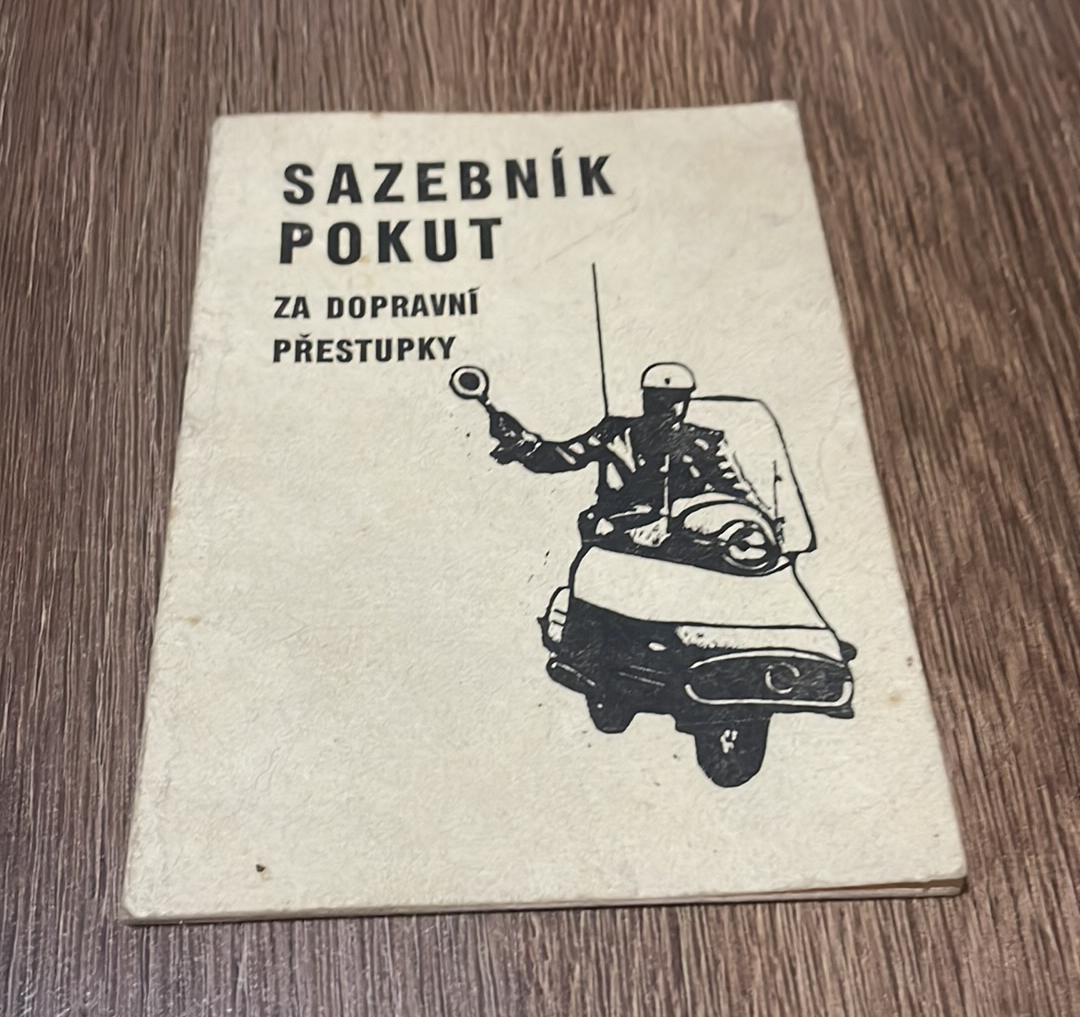 SAZEBNÍK
POKUT
ZA DOPRAVNÍ
PŘESTUPKY